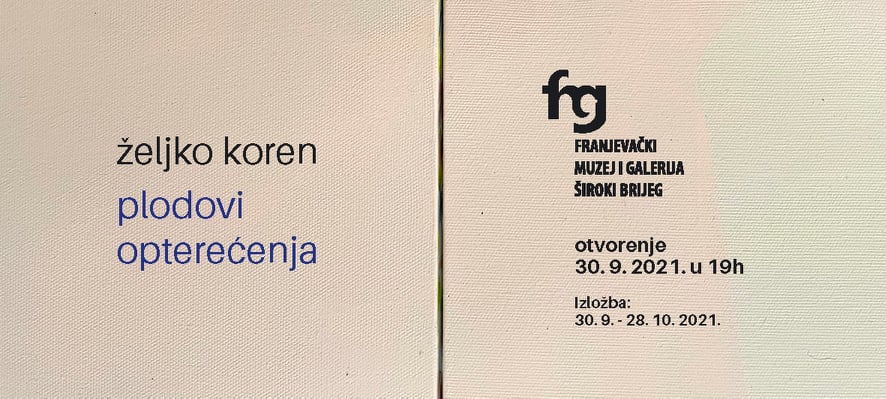 željko koren
plodovi
opterećenja
fmg
FRANJEVAČKI
MUZEJ I GALERIJA
ŠIROKI BRIJEG
otvorenje
30. 9. 2021. u 19h
Izložba:
30. 9. - 28. 10. 2021.